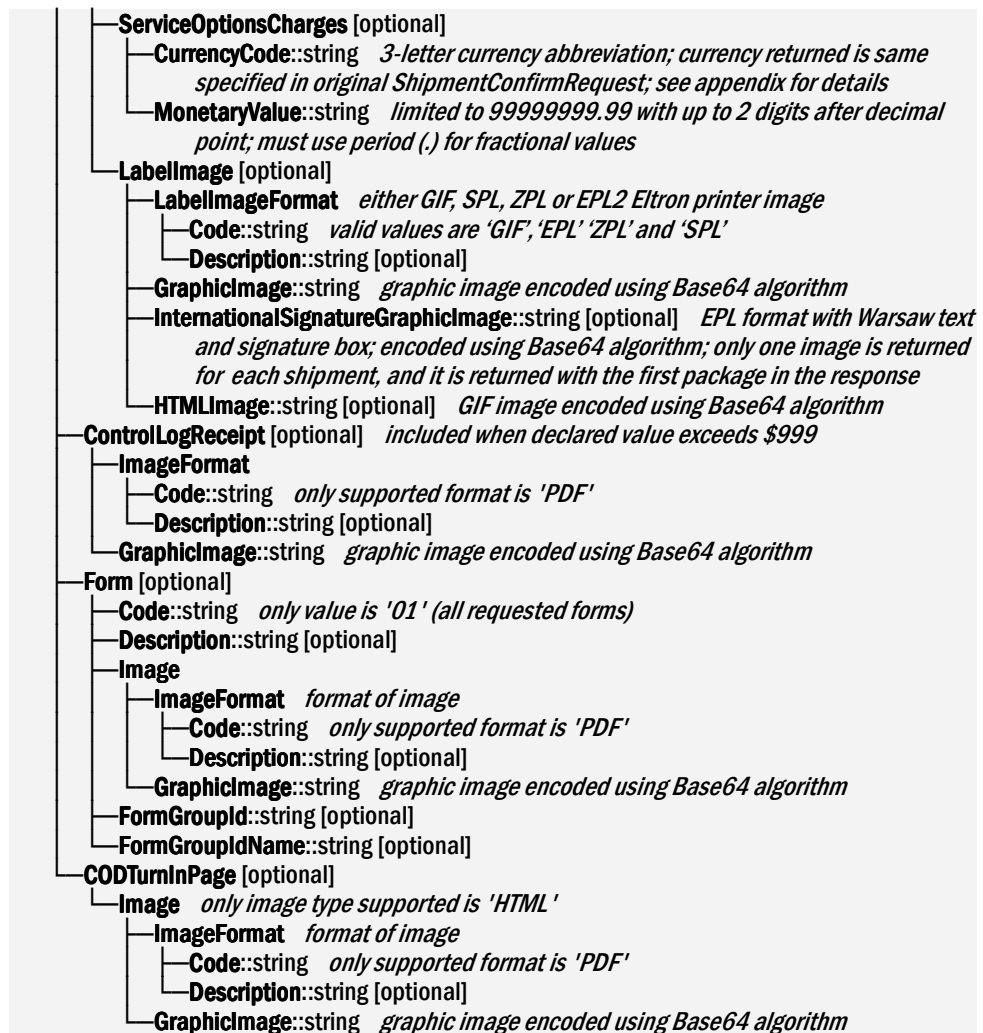 ServiceOptionsCharges [optional]
CurrencyCode::string 3-letter currency abbreviation; currency returned is same
specified in original ShipmentConfirmRequest; see appendix for details
MonetaryValue::string limited to 99999999.99 with up to 2 digits after decimal
point; must use period (.) for fractional values
LabelImage [optional]
LabelImageFormat either GIF, SPL, ZPL or EPL2 Eltron printer image
Code::string valid values are ‘GIF’,‘EPL’ ‘ZPL’ and ‘SPL’
Description::string [optional]
GraphicImage::string graphic image encoded using Base64 algorithm
InternationalSignatureGraphicImage::string [optional] EPL format with Warsaw text
and signature box; encoded using Base64 algorithm; only one image is returned
for each shipment, and it is returned with the first package in the response
HTMLImage::string [optional] GIF image encoded using Base64 algorithm
ControlLogReceipt [optional] included when declared value exceeds $999
ImageFormat
Code::string only supported format is 'PDF'
Description::string [optional]
GraphicImage::string graphic image encoded using Base64 algorithm
Form [optional]
Code::string only value is '01' (all requested forms)
Description::string [optional]
Image
ImageFormat format of image
Code::string only supported format is 'PDF'
Description::string [optional]
GraphicImage::string graphic image encoded using Base64 algorithm
FormGroupId::string [optional]
FormGroupIdName::string [optional]
CODTurnInPage [optional]
Image only image type supported is 'HTML'
ImageFormat format of image
Code::string only supported format is 'PDF'
Description::string [optional]
GraphicImage::string graphic image encoded using Base64 algorithm